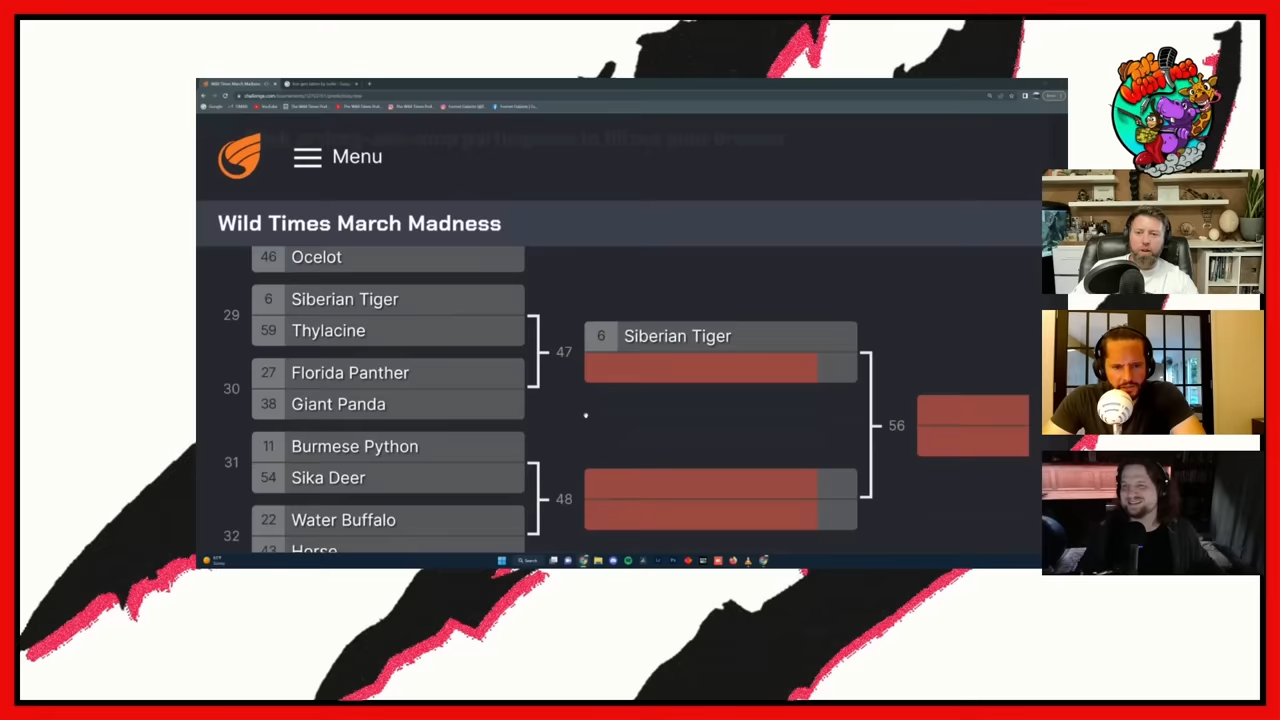 Menu
Wild Times March Madness
46 Ocelot
29
6 Siberian Tiger
59 Thylacine
47
6 Siberian Tiger
30
27 Florida Panther
38 Giant Panda
56
31
11 Burmese Python
54 Sika Deer
48
32
22 Water Buffalo
43 Horse